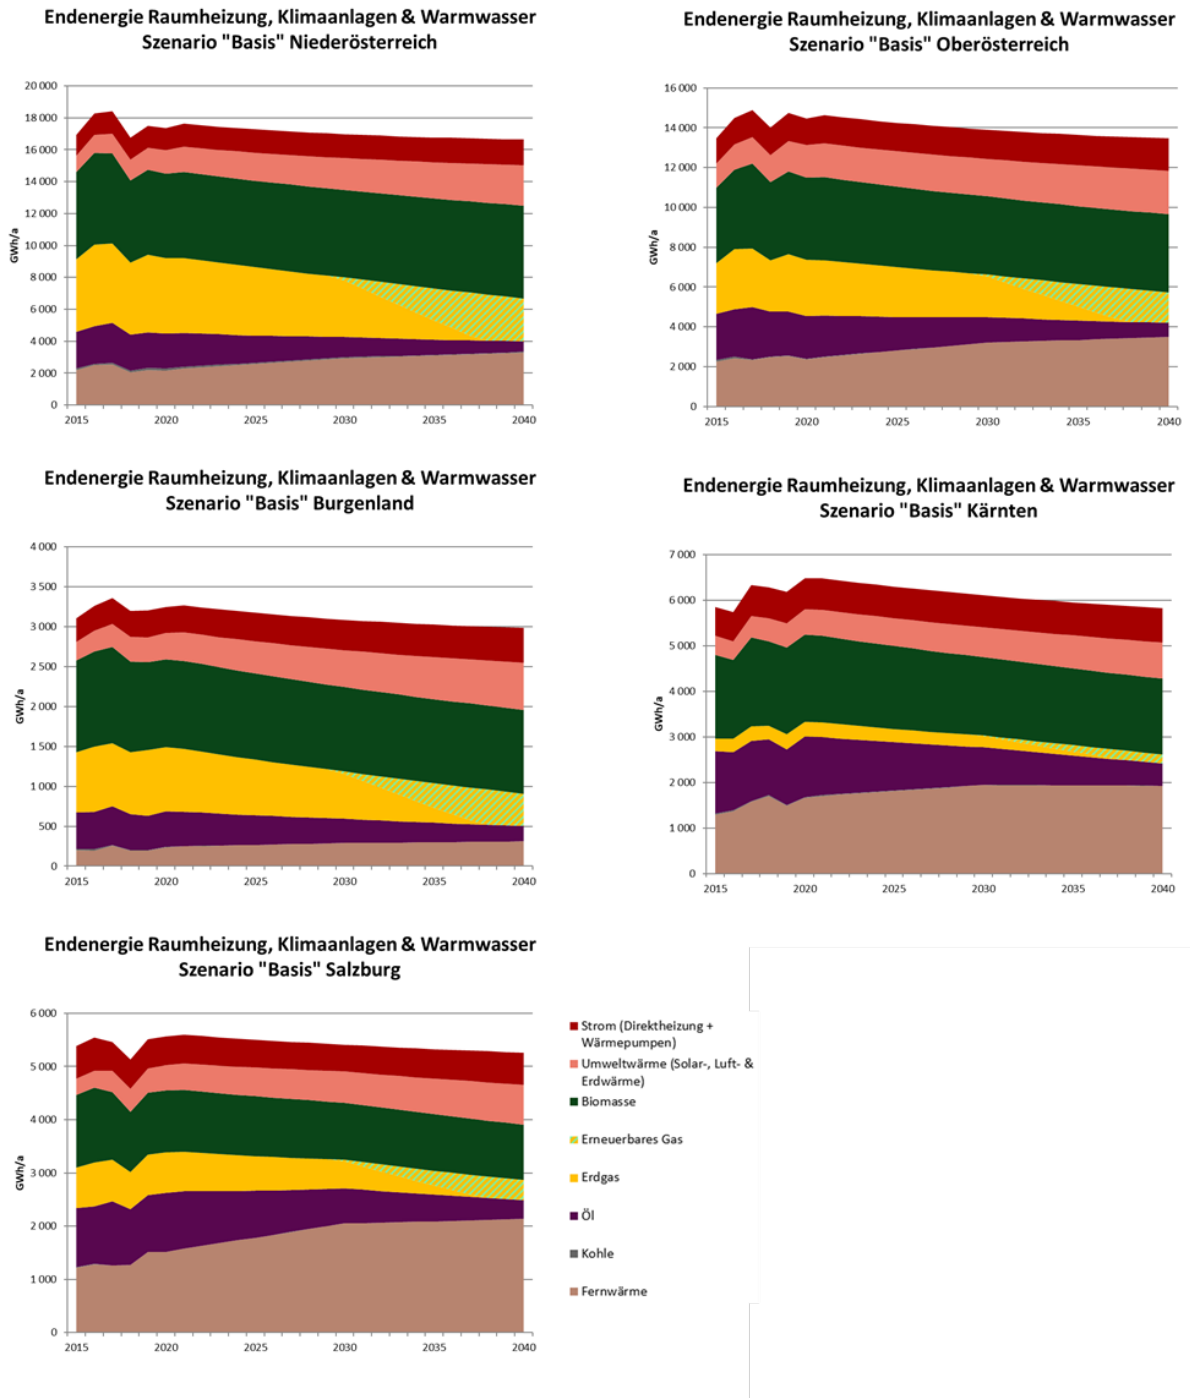 Endenergie Raumheizung, Klimaanlagen & Warmwasser
Szenario "Basis" Niederösterreich
20 000
18 000
16 000
14 000
12 000
10 000
8 000
6 000
4 000
2 000
0
GWh/a
2015 2020 2025 2030 2035 2040
Endenergie Raumheizung, Klimaanlagen & Warmwasser
Szenario "Basis" Oberösterreich
16 000
14 000
12 000
10 000
8 000
6 000
4 000
2 000
0
GWh/a
2015 2020 2025 2030 2035 2040
Endenergie Raumheizung, Klimaanlagen & Warmwasser
Szenario "Basis" Burgenland
4 000
3 500
3 000
2 500
2 000
1 500
1 000
500
0
GWh/a
2015 2020 2025 2030 2035 2040
Endenergie Raumheizung, Klimaanlagen & Warmwasser
Szenario "Basis" Kärnten
7 000
6 000
5 000
4 000
3 000
2 000
1 000
0
GWh/a
2015 2020 2025 2030 2035 2040
Endenergie Raumheizung, Klimaanlagen & Warmwasser
Szenario "Basis" Salzburg
6 000
5 000
4 000
3 000
2 000
1 000
0
GWh/a
2015 2020 2025 2030 2035 2040
Strom (Direktheizung +
Wärmepumpen)
Umweltwärme (Solar-, Luft- &
Erdwärme)
Biomasse
Erneuerbares Gas
Erdgas
Öl
Kohle
Fernwärme